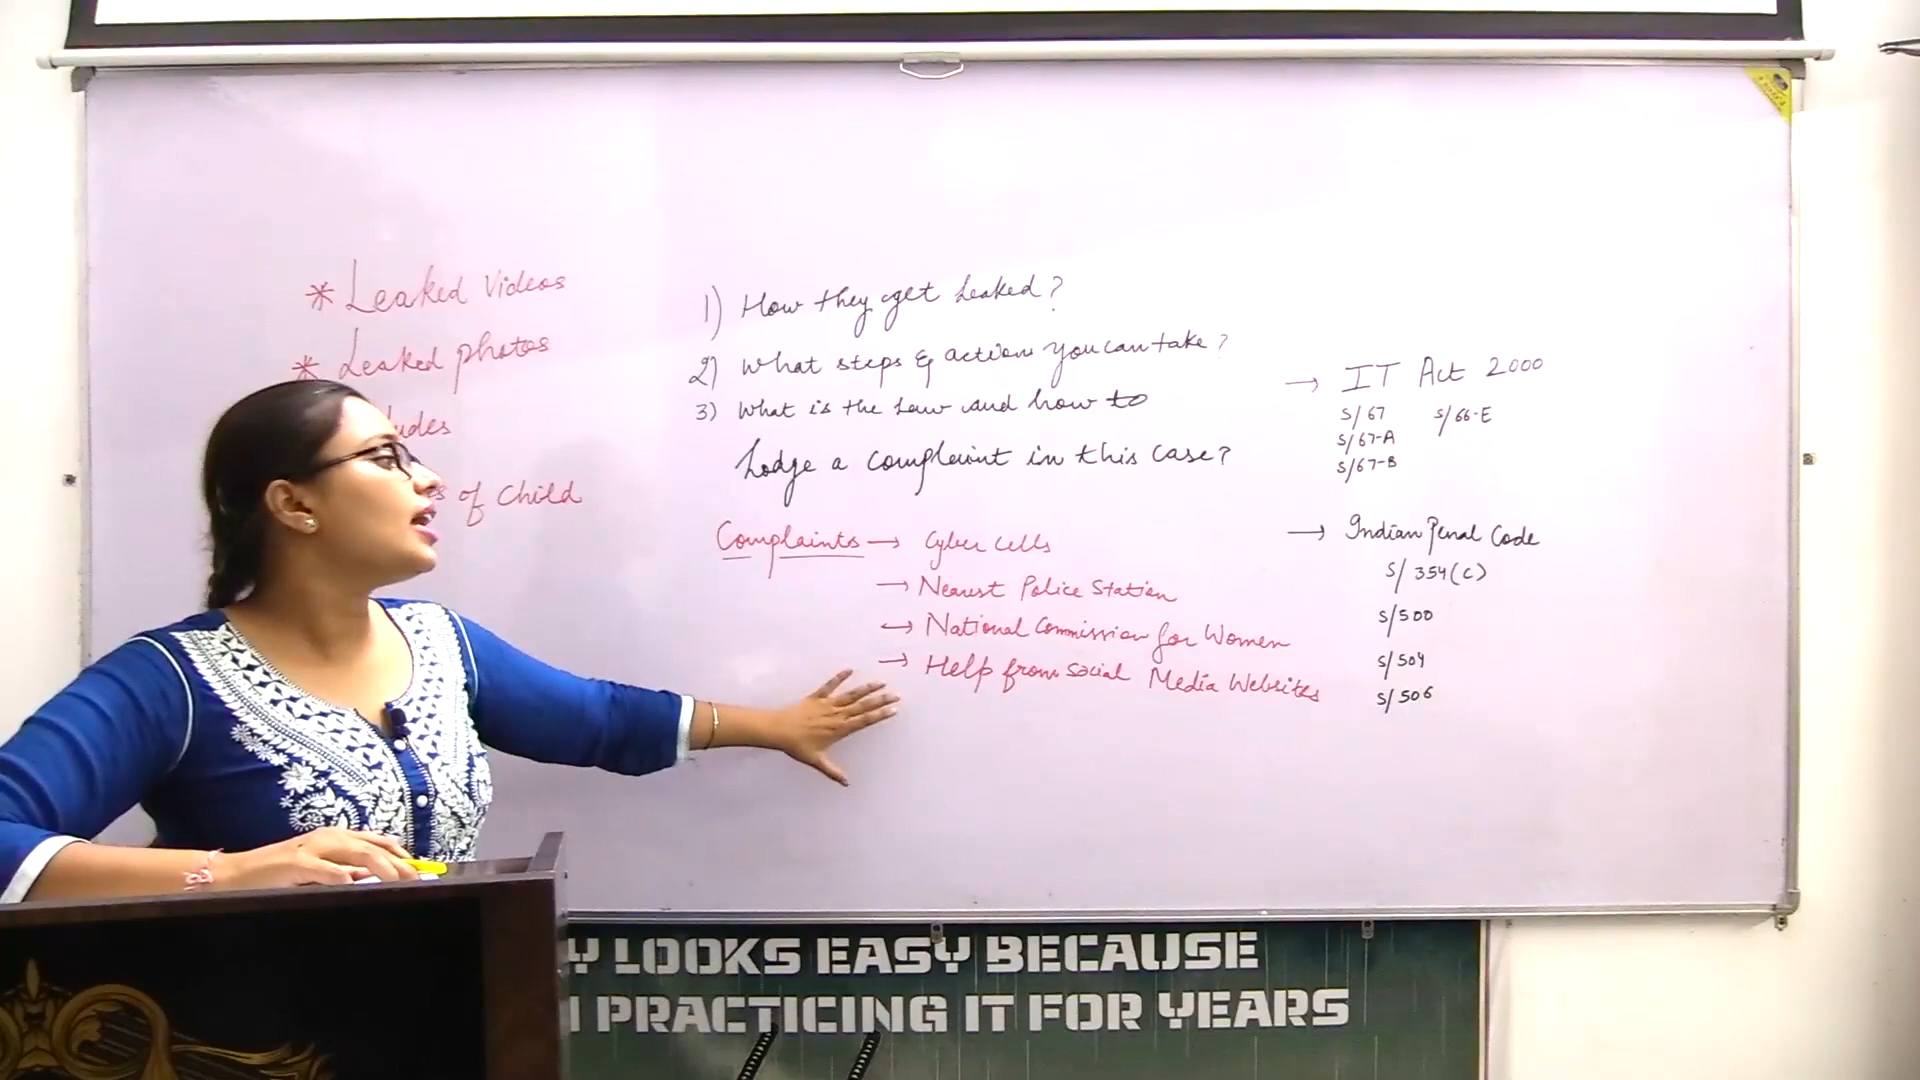 * Leaked Videos
* Leaked photos
udes
s of child
1) How they get leaked?
2) What steps & actions you can take?
3) What is the law and how to
Lodge a complaint in this case?
Complaints → Cyber cells
→ Nearest Police Station
→ National Commission for Women
→ Help from social Media Websites
→ IT Act 2000
S/67 S/66-E
S/67-A
S/67-B
→ Indian Penal Code
S/354(C)
S/500
S/504
S/506
Y LOOKS EASY BECAUSE
PRACTICING IT FOR YEARS